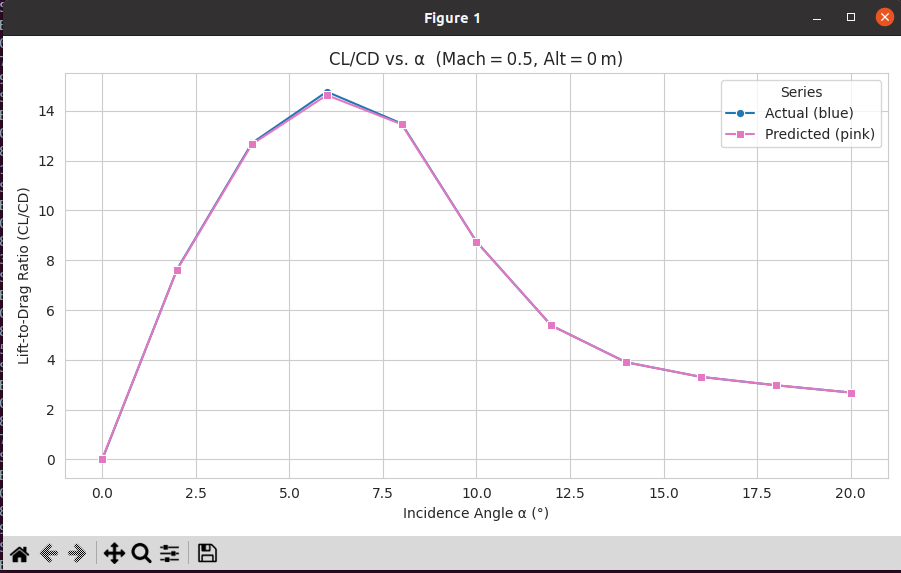 Figure 1
CL/CD vs. α (Mach = 0.5, Alt = 0 m)
Series
Actual (blue)
Predicted (pink)
Lift-to-Drag Ratio (CL/CD)
14
12
10
8
6
4
2
0
0.0 2.5 5.0 7.5 10.0 12.5 15.0 17.5 20.0
Incidence Angle α (°)